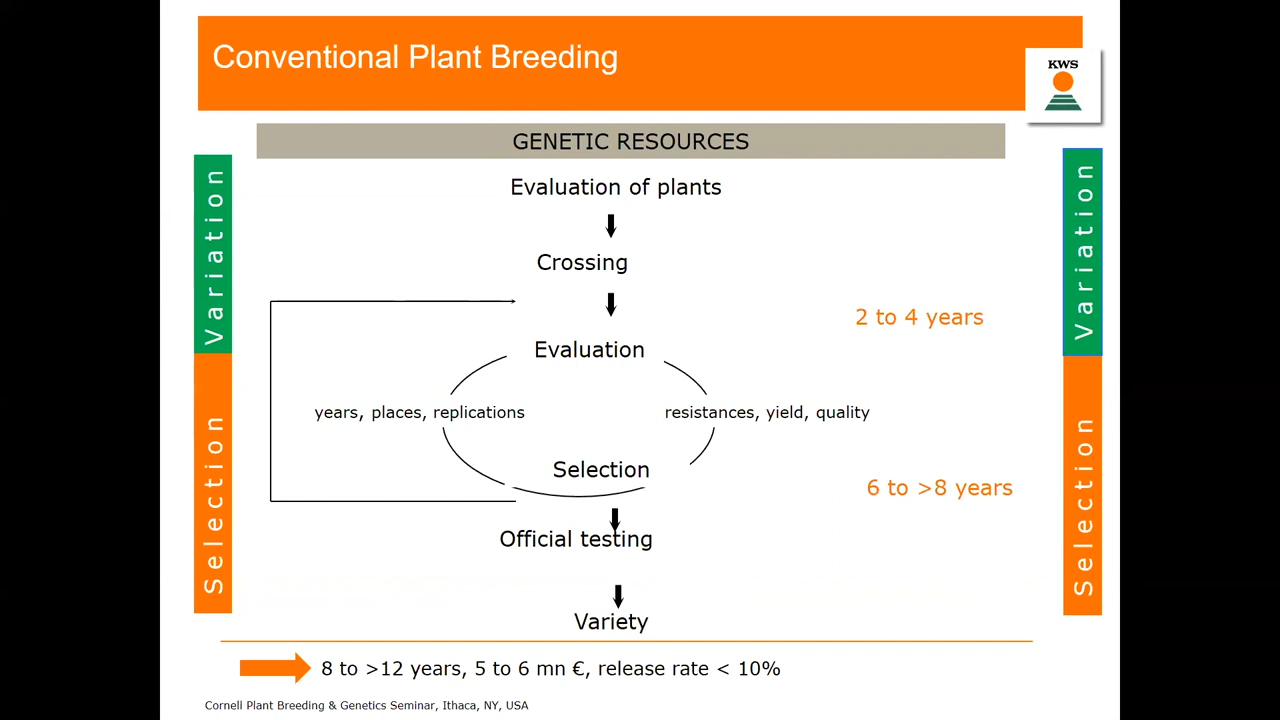 Conventional Plant Breeding
KWS
GENETIC RESOURCES
Variation
Variation
Evaluation of plants
Crossing
2 to 4 years
Evaluation
years, places, replications
resistances, yield, quality
Selection
Selection
Selection
6 to >8 years
Official testing
Variety
8 to >12 years, 5 to 6 mn €, release rate < 10%
Cornell Plant Breeding & Genetics Seminar, Ithaca, NY, USA